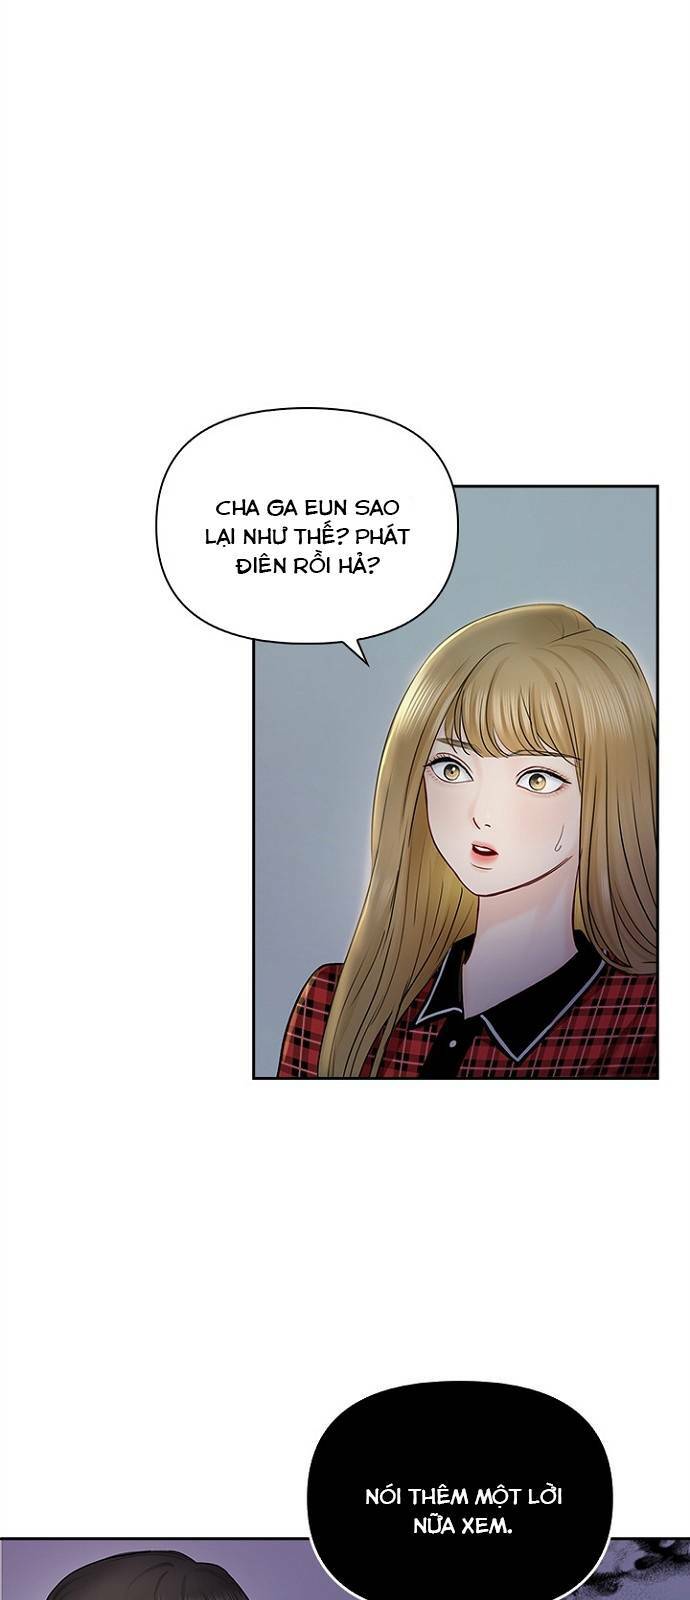 CHA GA EUN SAO
LẠI NHƯ THẾ? PHÁT
ĐIÊN RỒI HẢ?
NÓI THÊM MỘT LỜI
NỮA XEM.